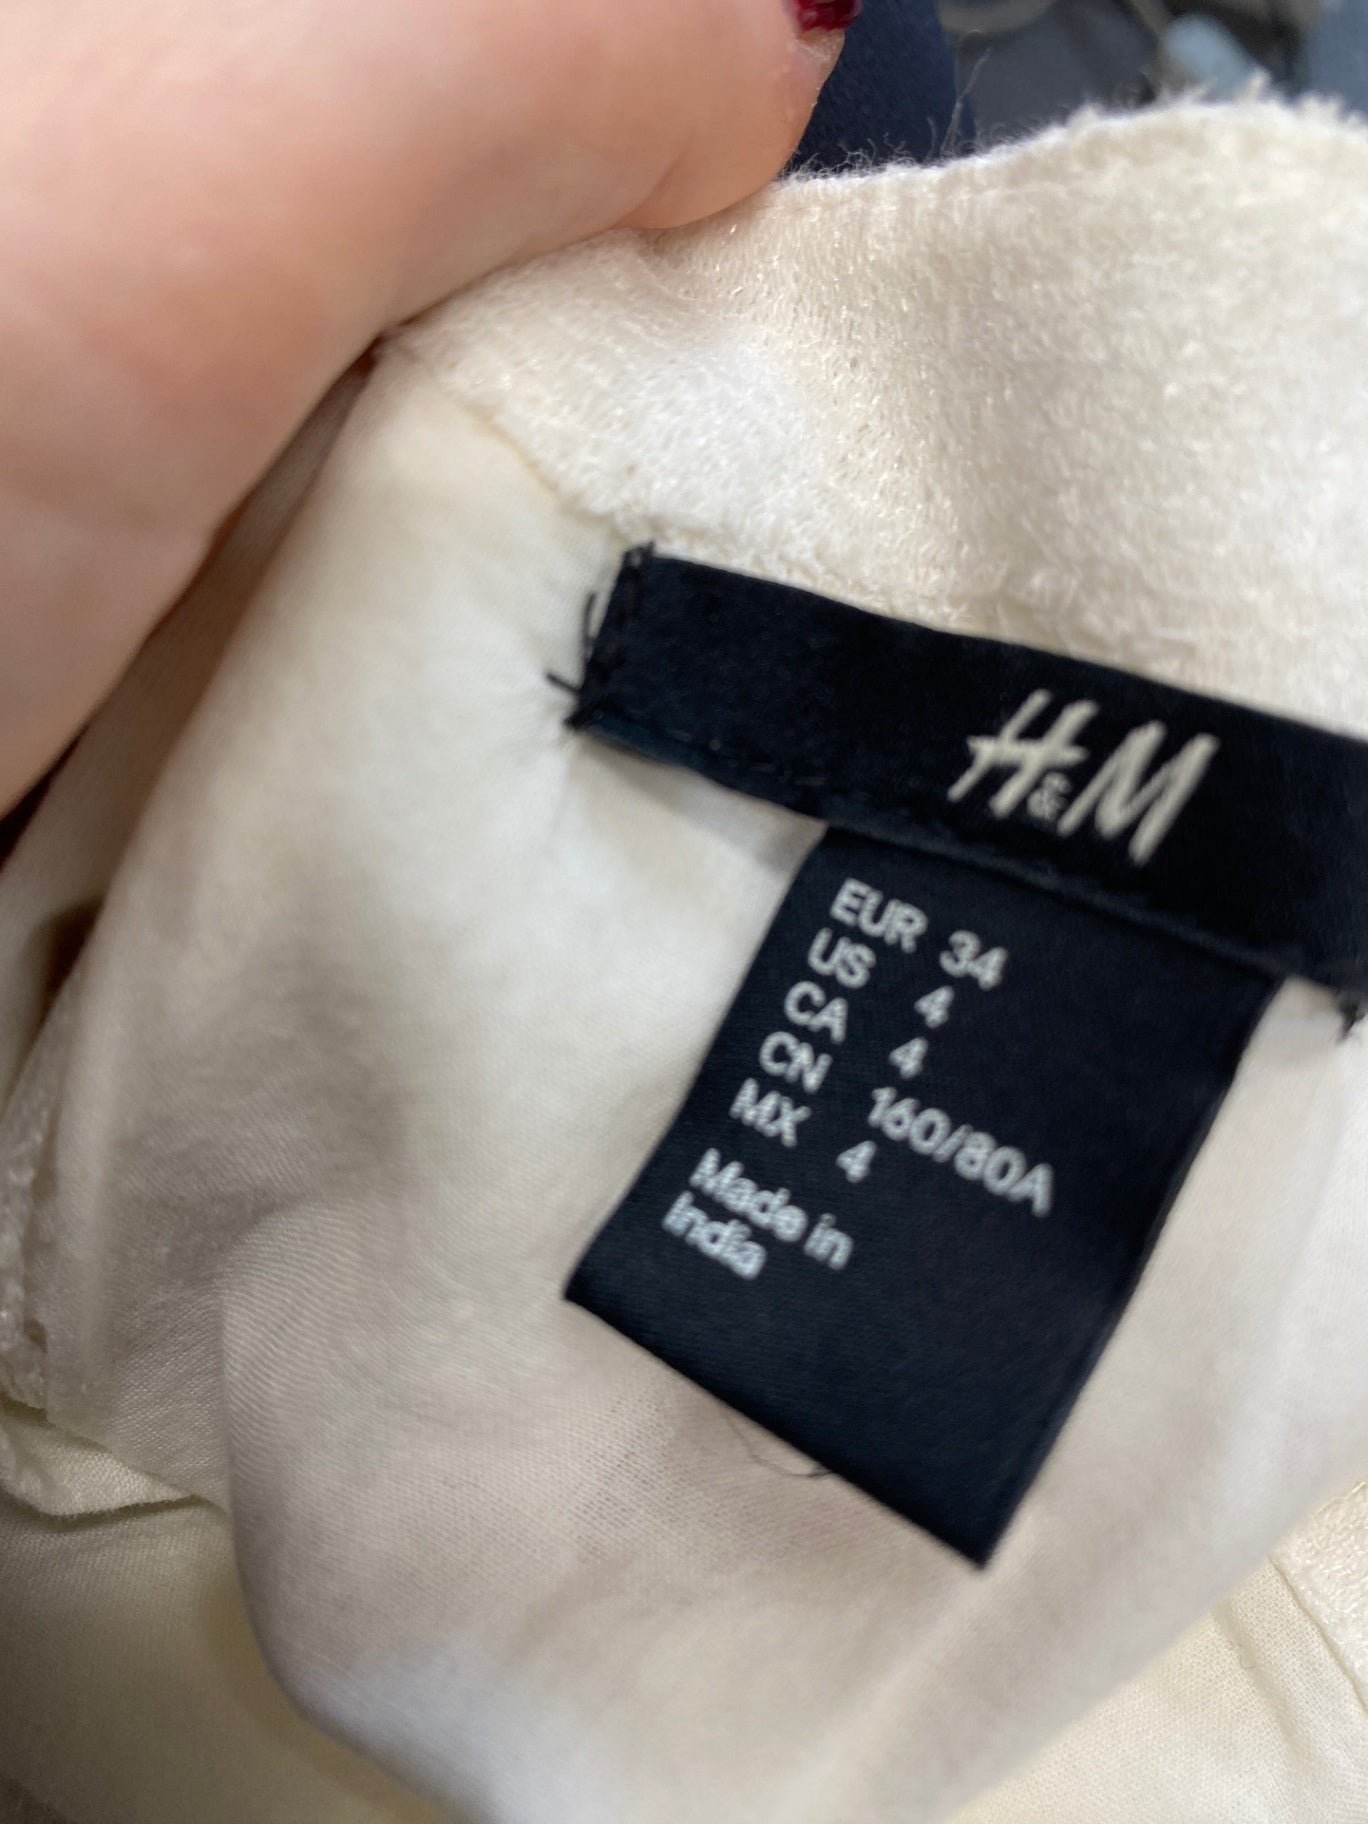 H&M
EUR 34
US 4
CA 4
CN 160/80A
MX 4
Made in
India